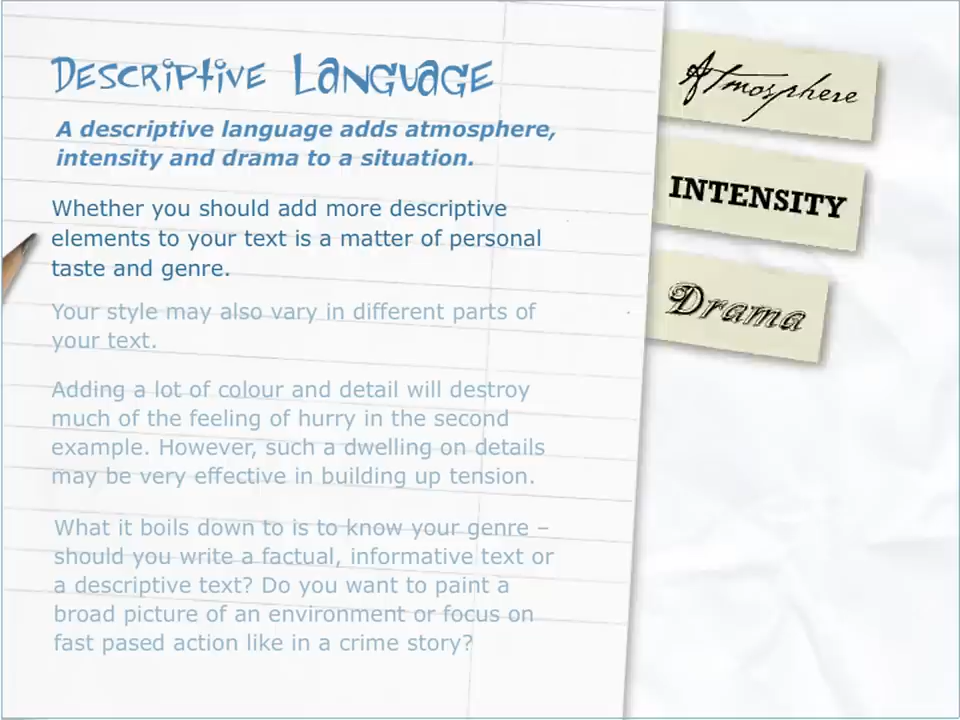 Descriptive Language
A descriptive language adds atmosphere,
intensity and drama to a situation.
Whether you should add more descriptive
elements to your text is a matter of personal
taste and genre.
Your style may also vary in different parts of
your text.
Adding a lot of colour and detail will destroy
much of the feeling of hurry in the second
example. However, such a dwelling on details
may be very effective in building up tension.
What it boils down to is to know your genre –
should you write a factual, informative text or
a descriptive text? Do you want to paint a
broad picture of an environment or focus on
fast pased action like in a crime story?
Atmosphere
INTENSITY
Drama